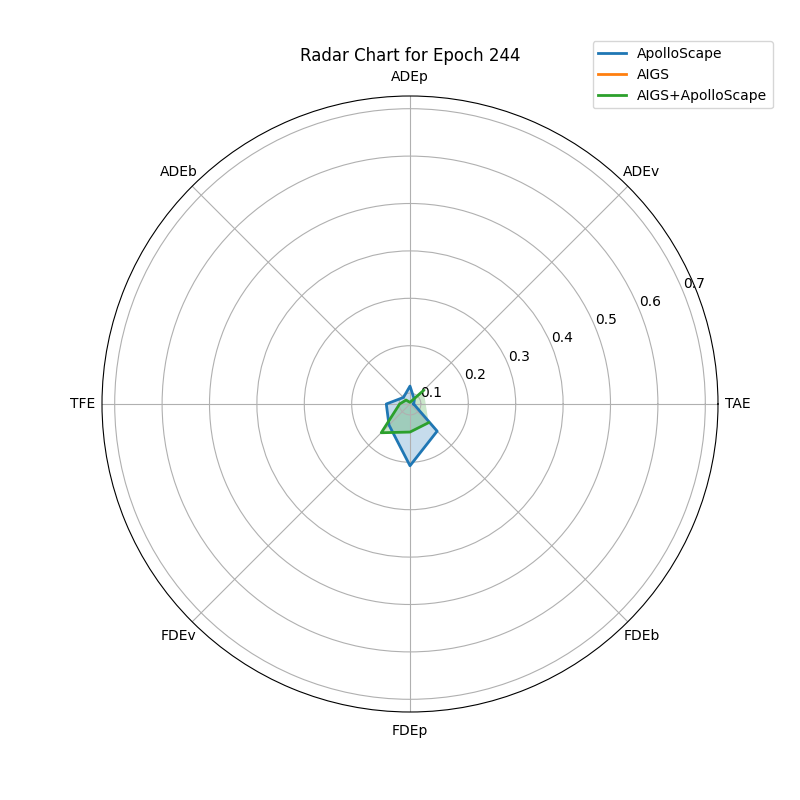 Radar Chart for Epoch 244
ApolloScape
AIGS
AIGS+ApolloScape
ADEp
ADEb
ADEv
0.7
0.6
0.5
0.4
0.3
0.2
0.1
TFE
TAE
FDEv
FDEb
FDEp